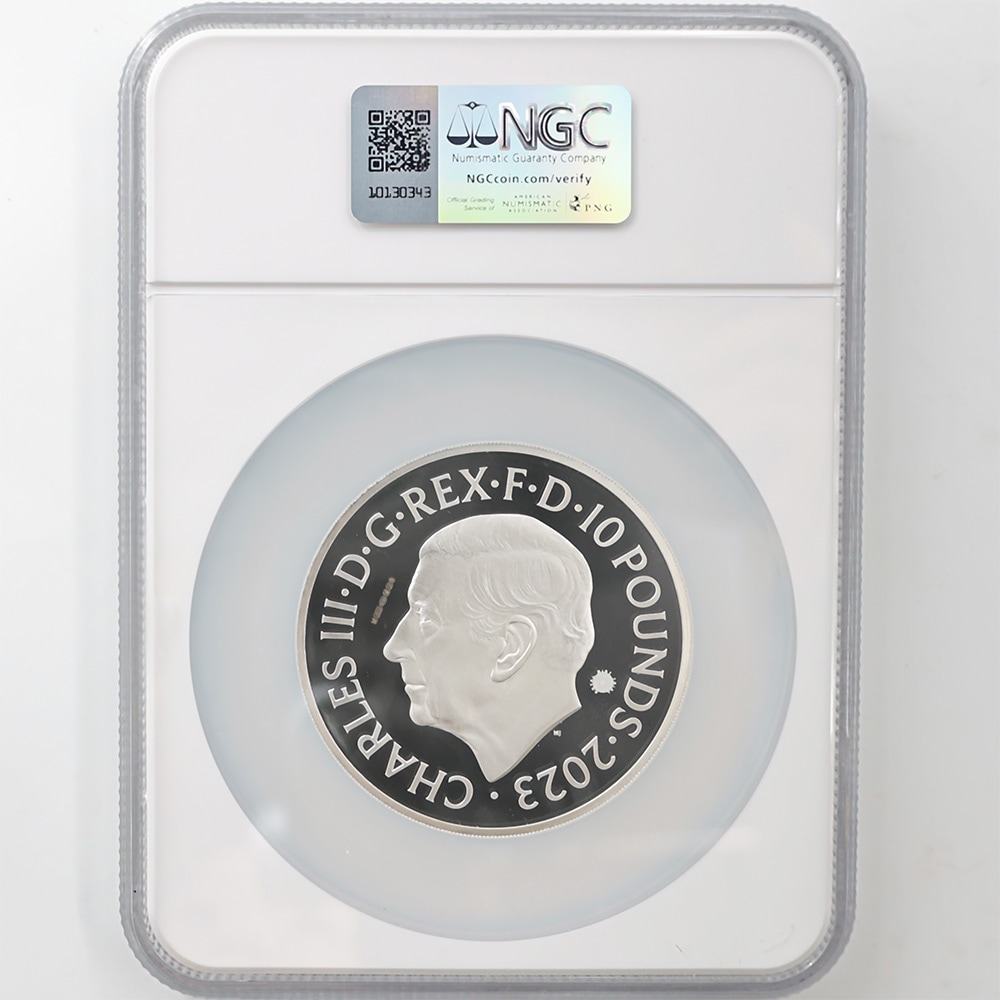 NGC
Numismatic Guaranty Company
NGCcoin.com/verify
10130343
Official Grading
Service of
AMERICAN
NUMISMATIC
ASSOCIATION
PNG
CHARLES III·D·G·REX·F·D·10 POUNDS·2023·